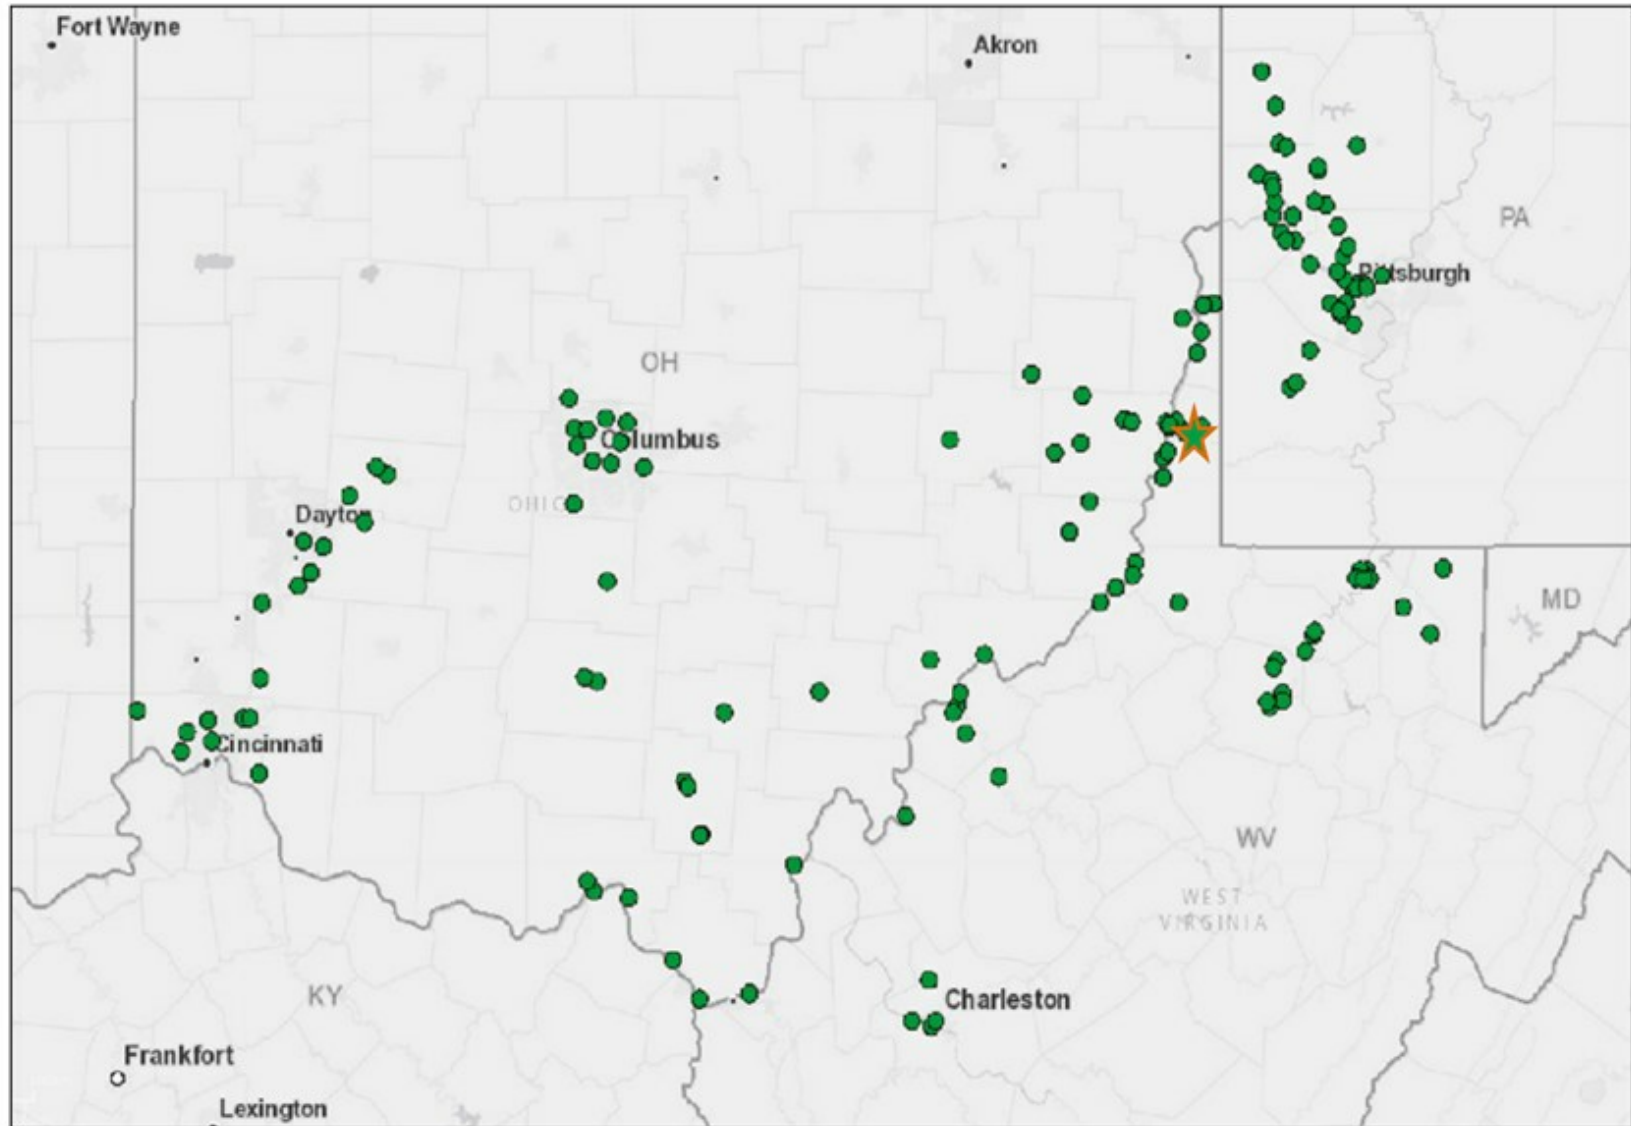 Fort Wayne
Akron
PA
Pittsburgh
OH
Columbus
OHIO
Dayton
MD
Cincinnati
WV
WEST
VIRGINIA
KY
Charleston
Frankfort
Lexington